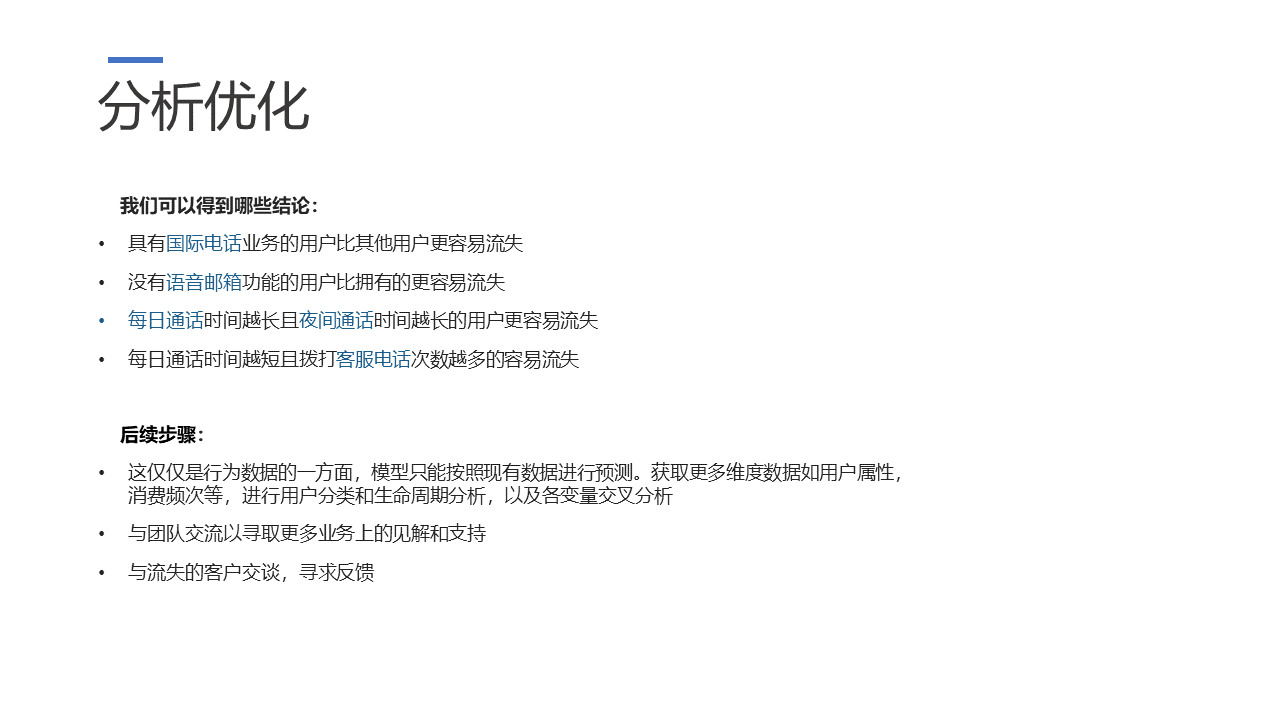 分析优化
我们可以得到哪些结论：
• 具有国际电话业务的用户比其他用户更容易流失
• 没有语音邮箱功能的用户比拥有的更容易流失
• 每日通话时间越长且夜间通话时间越长的用户更容易流失
• 每日通话时间越短且拨打客服电话次数越多的容易流失
后续步骤：
• 这仅仅是行为数据的一方面，模型只能按照现有数据进行预测。获取更多维度数据如用户属性，
消费频次等，进行用户分类和生命周期分析，以及各变量交叉分析
• 与团队交流以寻取更多业务上的见解和支持
• 与流失的客户交谈，寻求反馈